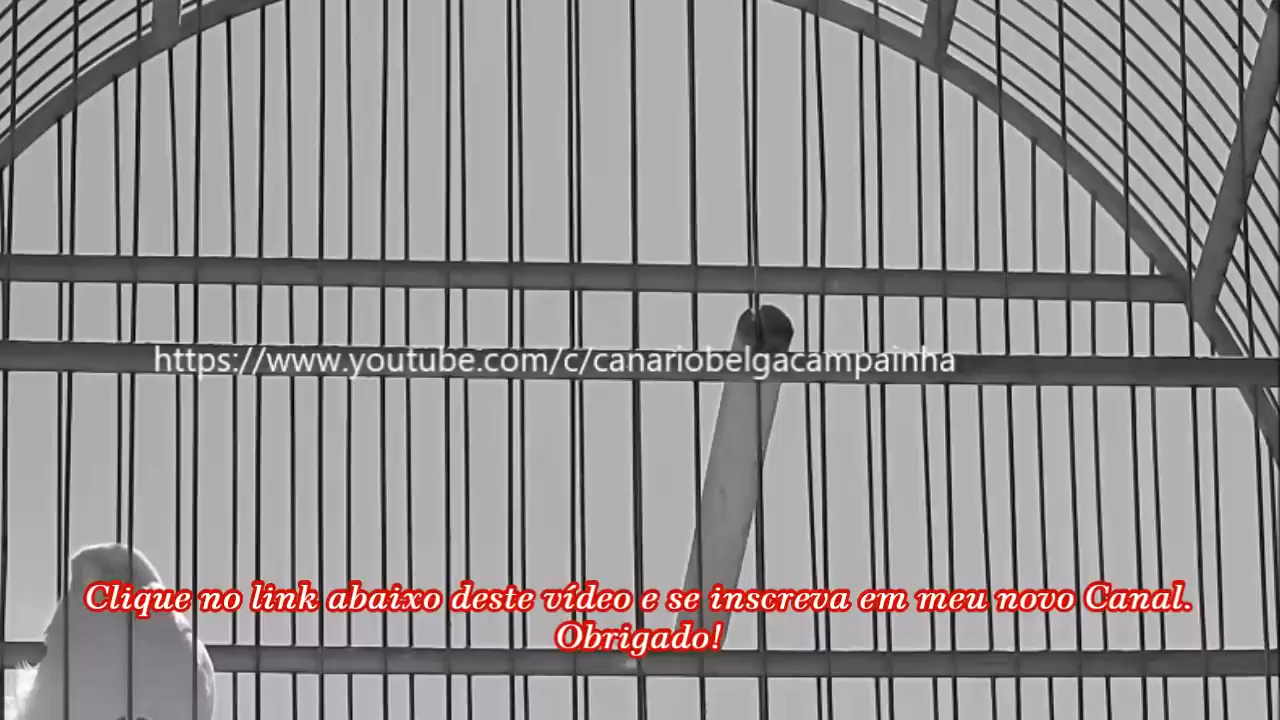 https://www.youtube.com/c/canariobelgacampainha
Clique no link abaixo deste vídeo e se inscreva em meu novo Canal.
Obrigado!